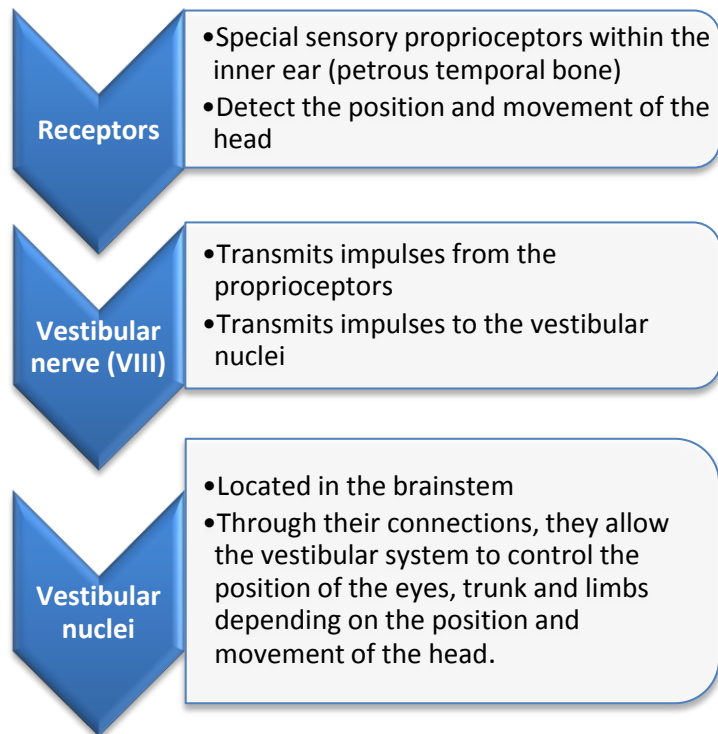 Receptors
•Special sensory proprioceptors within the
inner ear (petrous temporal bone)
•Detect the position and movement of the
head
Vestibular
nerve (VIII)
•Transmits impulses from the
proprioceptors
•Transmits impulses to the vestibular
nuclei
Vestibular
nuclei
•Located in the brainstem
•Through their connections, they allow
the vestibular system to control the
position of the eyes, trunk and limbs
depending on the position and
movement of the head.